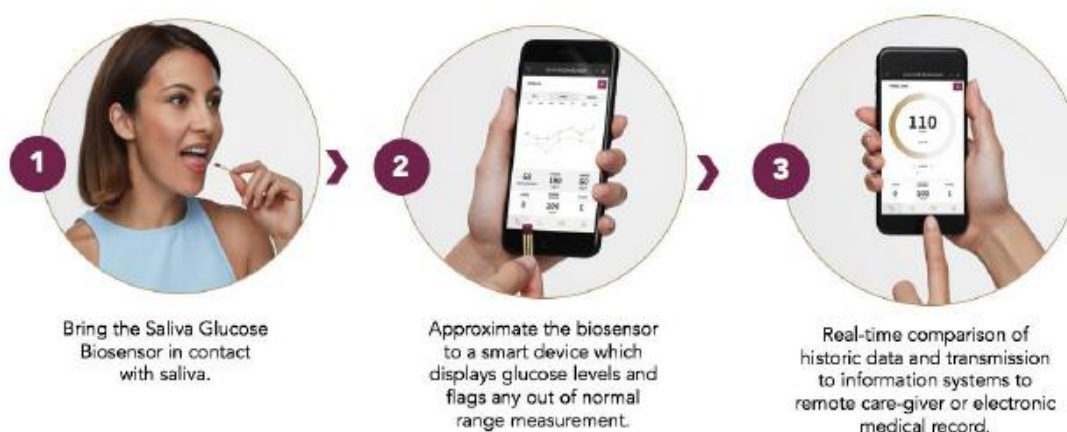 1
Bring the Saliva Glucose
Biosensor in contact
with saliva.
2
Approximate the biosensor
to a smart device which
displays glucose levels and
flags any out of normal
range measurement.
3
110
Real-time comparison of
historic data and transmission
to information systems to
remote care-giver or electronic
medical record.